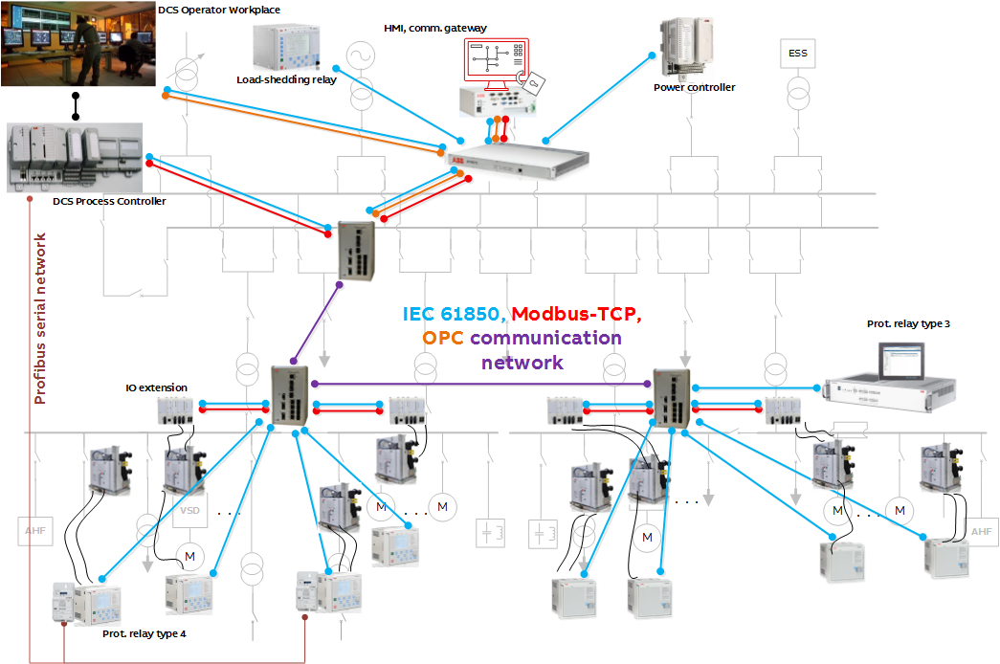 DCS Operator Workplace
HMI, comm. gateway
Power controller
ESS
Load-shedding relay
ABB
DCS Process Controller
Profibus serial network
IEC 61850, Modbus-TCP,
OPC communication
network
Prot. relay type 3
IO extension
M
M
M
M
VSD
. . .
. . .
. . .
. . .
AHF
M
M
AHF
Prot. relay type 4